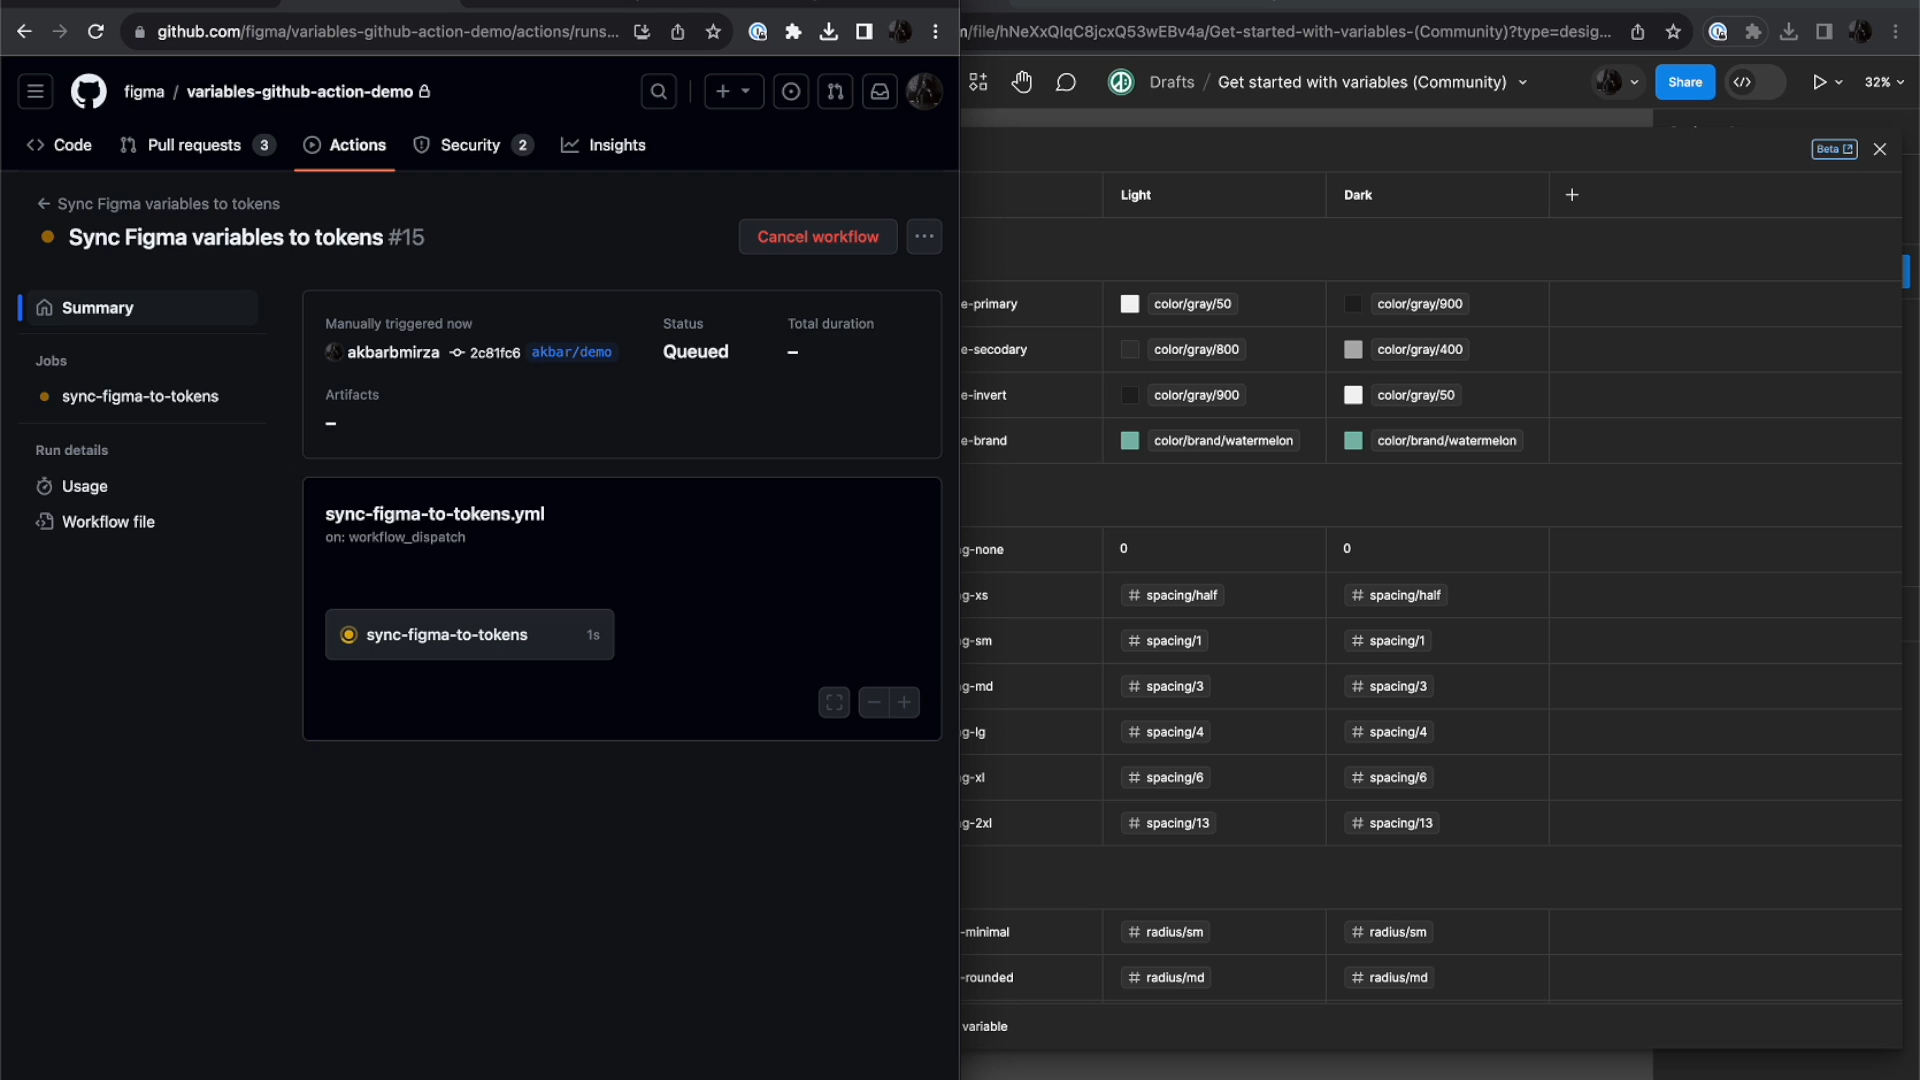 github.com/figma/variables-github-action-demo/actions/runs...
figma / variables-github-action-demo
Code
Pull requests 3
Actions
Security 2
Insights
Sync Figma variables to tokens
Sync Figma variables to tokens #15
Cancel workflow
Summary
Jobs
sync-figma-to-tokens
Run details
Usage
Workflow file
Manually triggered now
akbarbmirza 2c81fc6 akbar/demo
Status
Queued
Total duration
–
Artifacts
–
sync-figma-to-tokens.yml
on: workflow_dispatch
sync-figma-to-tokens 1s
/file/hNeXxQIqC8jcxQ53wEBv4a/Get-started-with-variables-(Community)?type=desig...
Drafts / Get started with variables (Community)
Share
32%
Beta
Light Dark
e-primary color/gray/50 color/gray/900
e-secodary color/gray/800 color/gray/400
e-invert color/gray/900 color/gray/50
e-brand color/brand/watermelon color/brand/watermelon
g-none 0 0
g-xs spacing/half spacing/half
g-sm spacing/1 spacing/1
g-md spacing/3 spacing/3
g-lg spacing/4 spacing/4
g-xl spacing/6 spacing/6
g-2xl spacing/13 spacing/13
-minimal radius/sm radius/sm
-rounded radius/md radius/md
variable